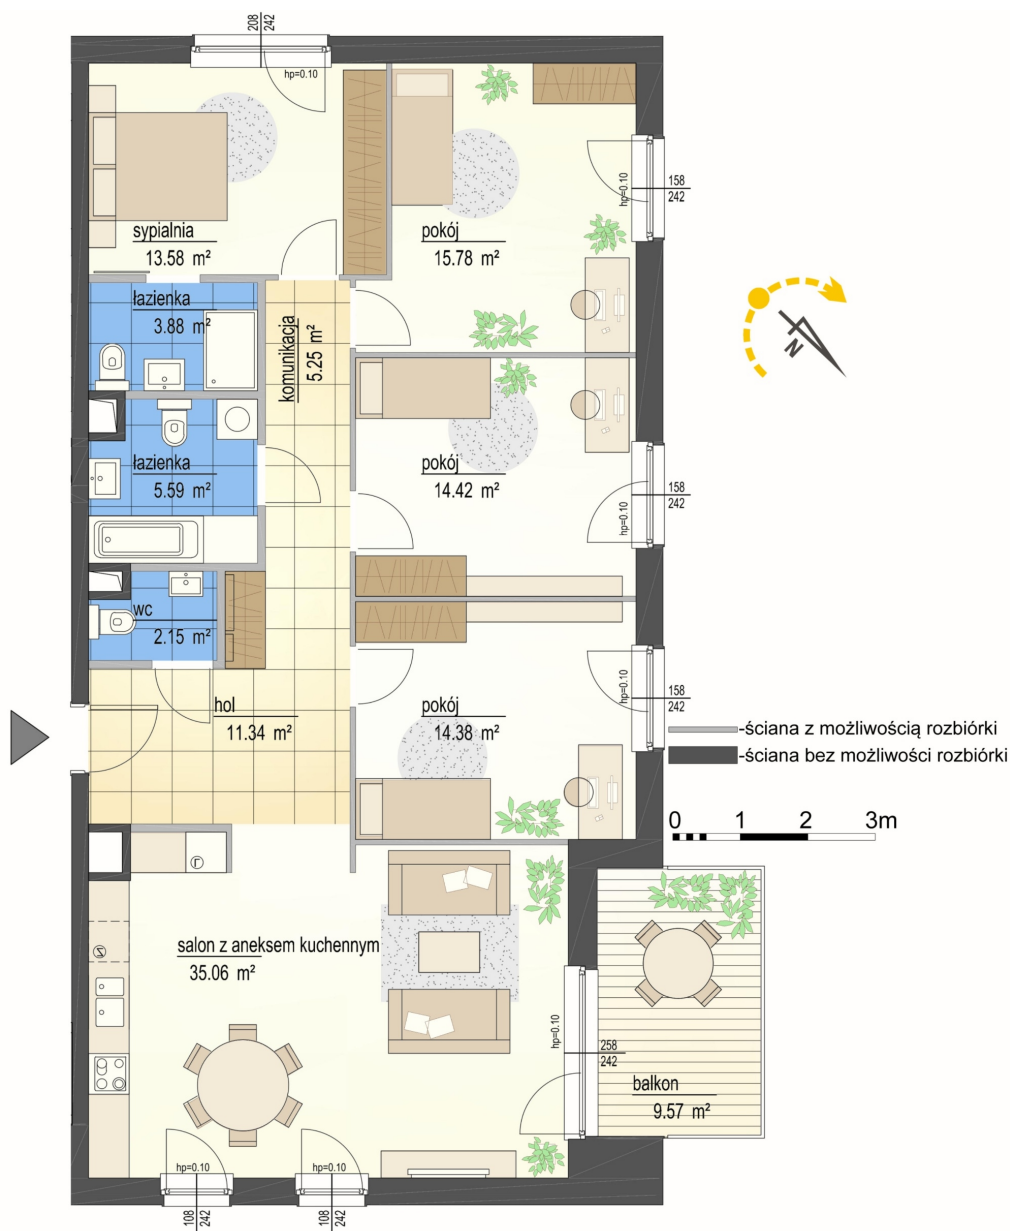 208
242
hp=0.10
sypialnia
13.58 m²
pokój
15.78 m²
hp=0.10
158
242
łazienka
3.88 m²
komunikacja
5.25 m²
N
łazienka
5.59 m²
pokój
14.42 m²
hp=0.10
158
242
wc
2.15 m²
hol
11.34 m²
pokój
14.38 m²
hp=0.10
158
242
-ściana z możliwością rozbiórki
-ściana bez możliwości rozbiórki
0 1 2 3m
L
Z
salon z aneksem kuchennym
35.06 m²
hp=0.10
258
242
balkon
9.57 m²
hp=0.10
hp=0.10
108
242
108
242